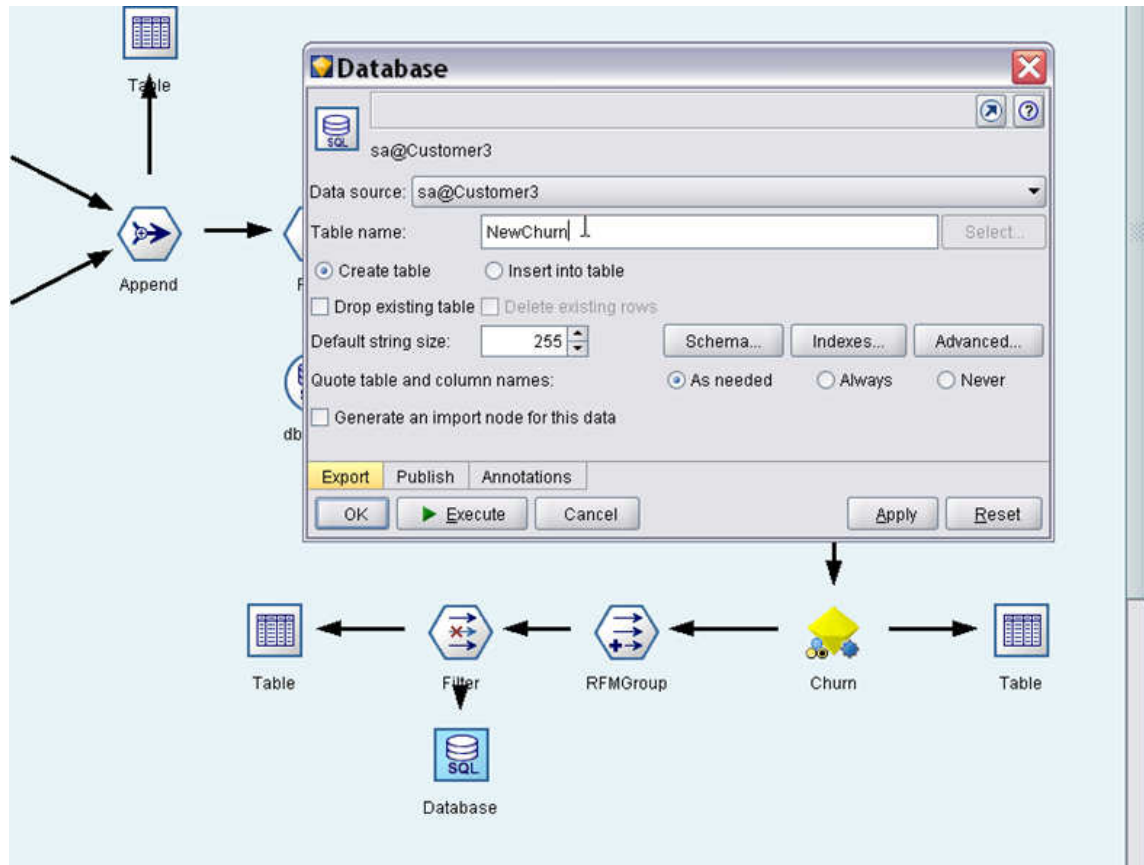 Table
Append
Database
SQL
sa@Customer3
Data source: sa@Customer3
Table name: NewChurn Select...
Create table Insert into table
Drop existing table Delete existing rows
Default string size: 255 Schema... Indexes... Advanced...
Quote table and column names: As needed Always Never
Generate an import node for this data
Export Publish Annotations
OK Execute Cancel Apply Reset
db
Table Filter RFMGroup Churn Table
SQL
Database